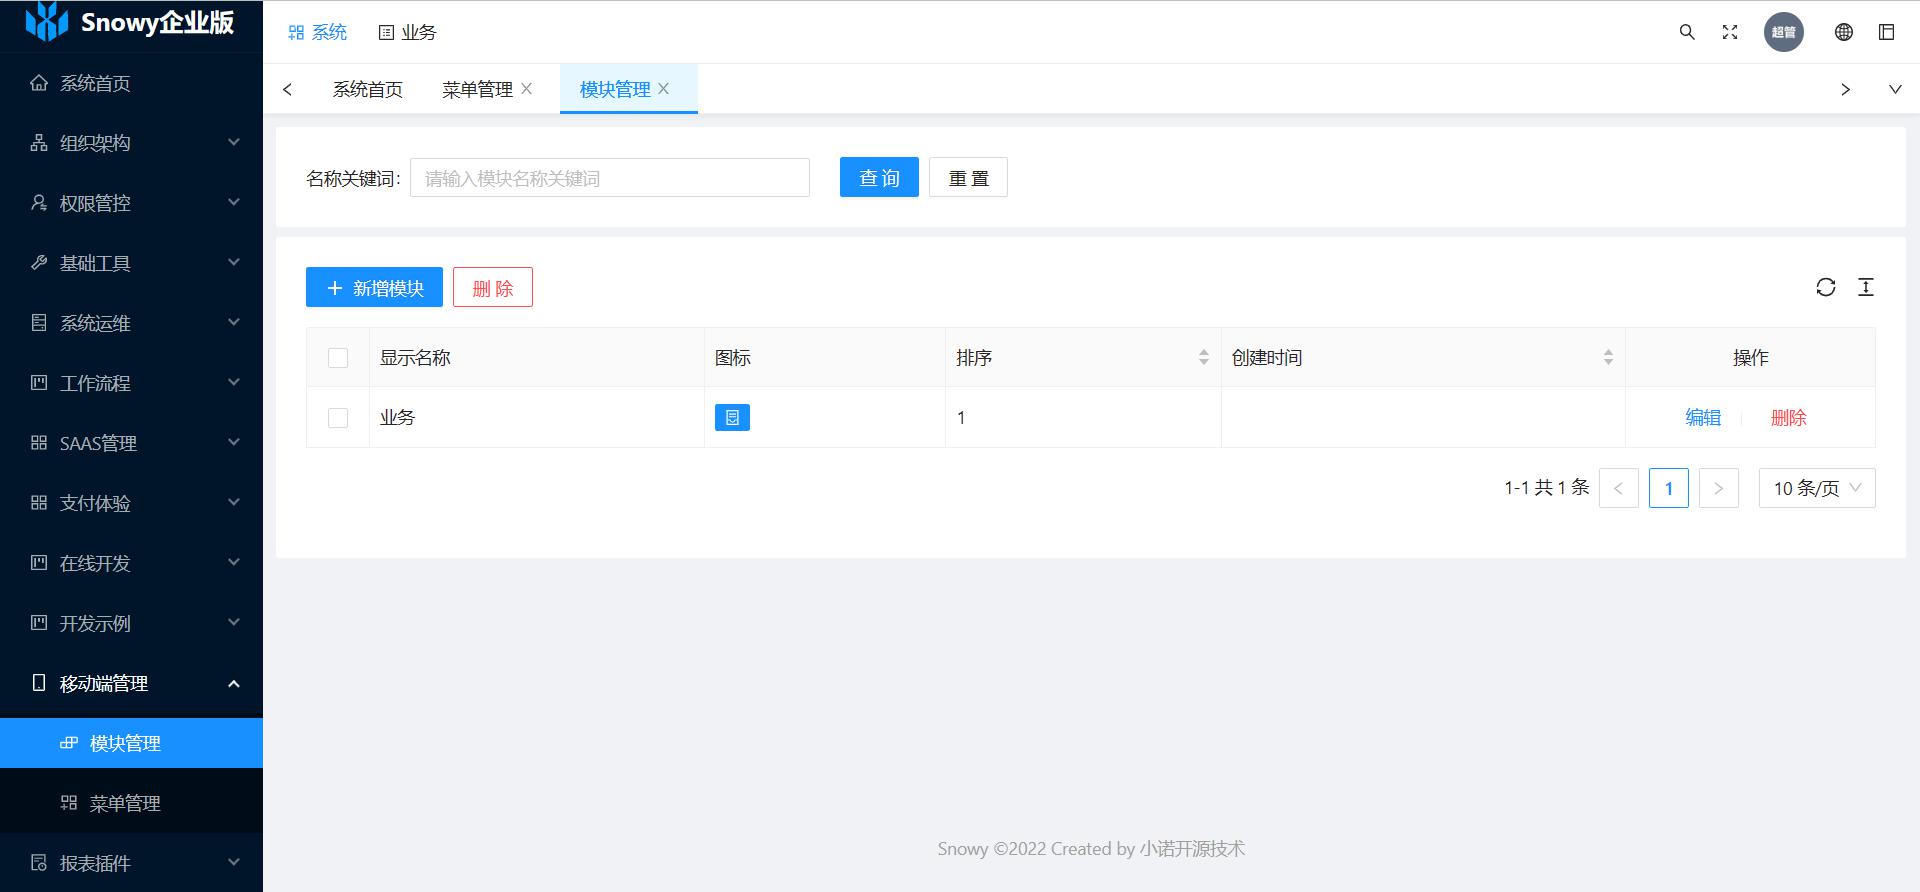 Snowy企业版
系统 业务
超管
系统首页
组织架构
权限管控
基础工具
系统运维
工作流程
SAAS管理
支付体验
在线开发
开发示例
移动端管理
模块管理
菜单管理
报表插件
系统首页 菜单管理 模块管理
名称关键词: 请输入模块名称关键词 查 询 重 置
新增模块 删 除
显示名称 图标 排序 创建时间 操作
业务 1 编辑 删除
1-1 共 1 条 1 10 条/页
Snowy ©2022 Created by 小诺开源技术